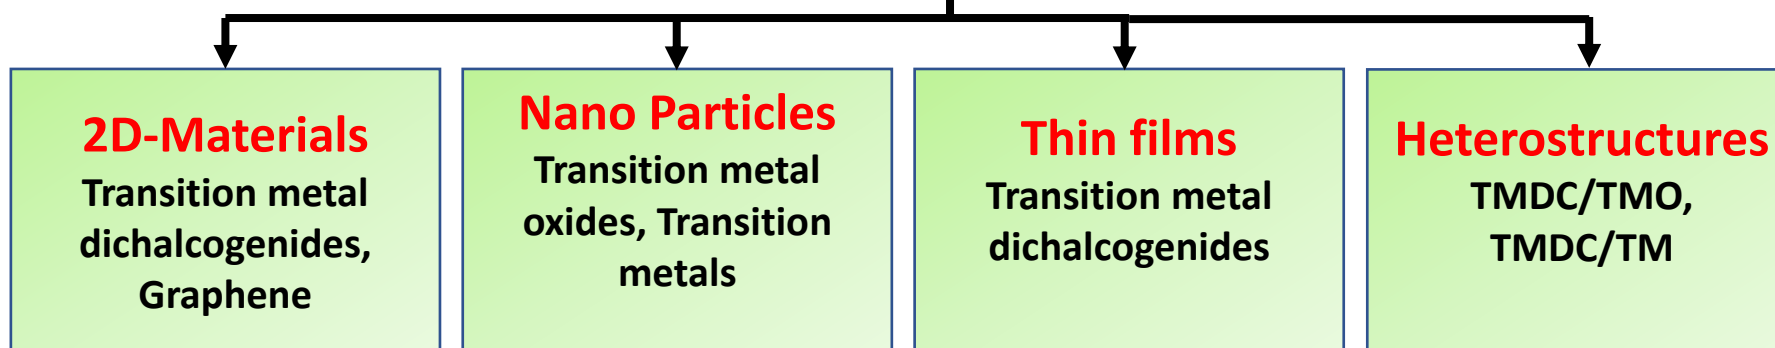 2D-Materials
Transition metal
dichalcogenides,
Graphene
Nano Particles
Transition metal
oxides, Transition
metals
Thin films
Transition metal
dichalcogenides
Heterostructures
TMDC/TMO,
TMDC/TM